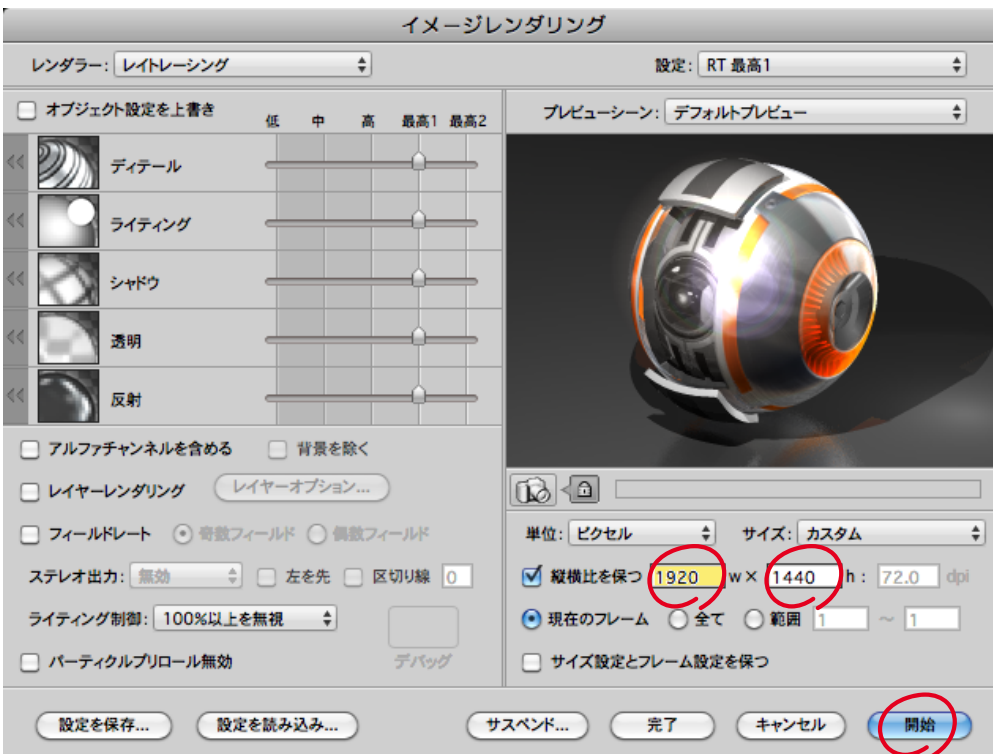 イメージレンダリング
レンダラー: レイトレーシング
設定: RT 最高1
オブジェクト設定を上書き
低 中 高 最高1 最高2
ディテール
ライティング
シャドウ
透明
反射
アルファチャンネルを含める 背景を除く
レイヤーレンダリング レイヤーオプション...
フィールドレート 奇数フィールド 偶数フィールド
ステレオ出力: 無効 左を先 区切り線 0
ライティング制御: 100%以上を無視
デバッグ
パーティクルプリロール無効
プレビューシーン: デフォルトプレビュー
単位: ピクセル サイズ: カスタム
縦横比を保つ 1920 w × 1440 h : 72.0 dpi
現在のフレーム 全て 範囲 1 ~ 1
サイズ設定とフレーム設定を保つ
設定を保存... 設定を読み込み... サスペンド... 完了 キャンセル 開始